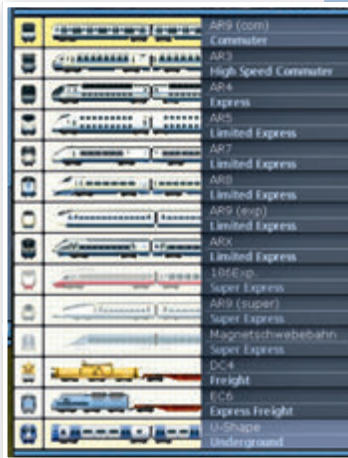 AR9 (com)
Commuter
AR3
High Speed Commuter
AR4
Express
AR5
Limited Express
AR7
Limited Express
AR8
Limited Express
AR9 (exp)
Limited Express
ARX
Limited Express
186Exp.
Super Express
AR9 (super)
Super Express
Magnetschwebebahn
Super Express
DC4
Freight
EC6
Express Freight
U-Shape
Underground